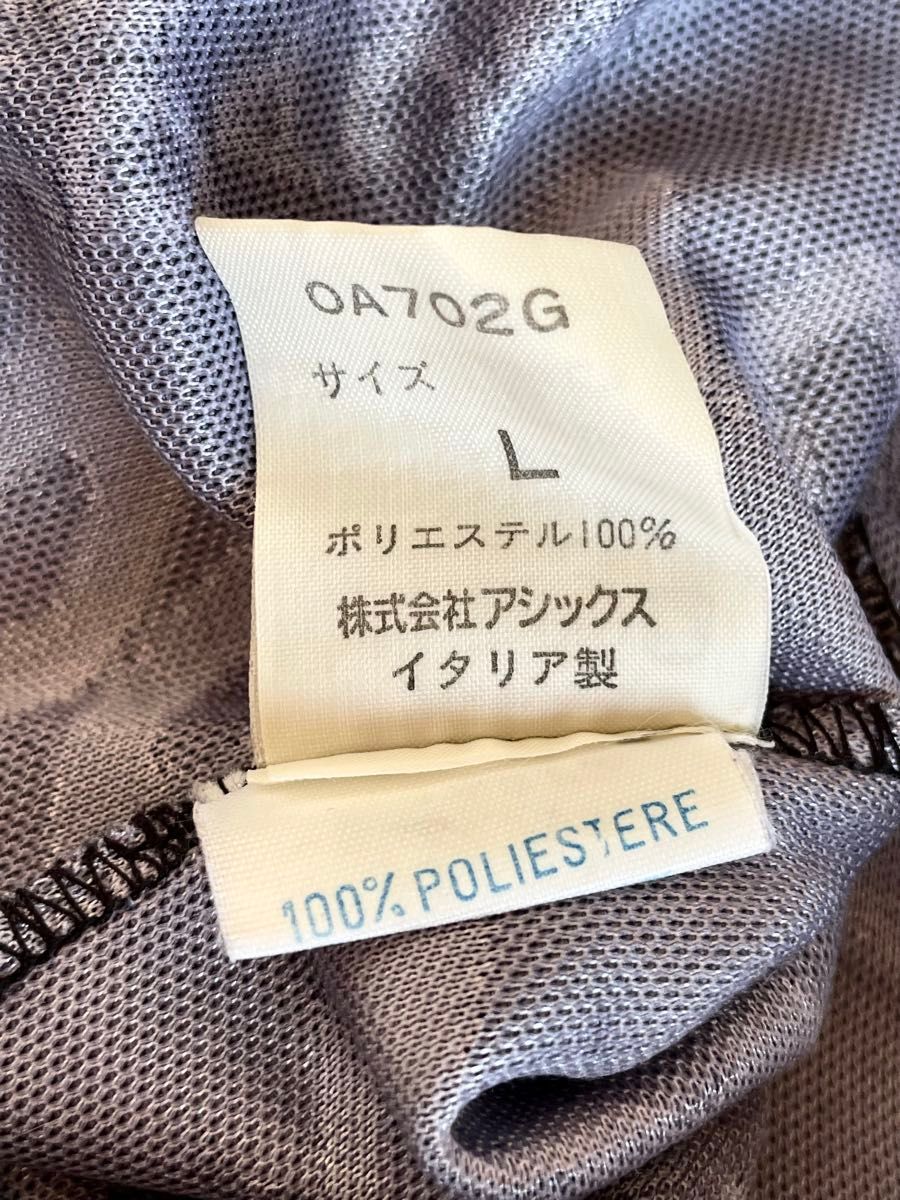 OA702G
サイズ
L
ポリエステル100%
株式会社アシックス
イタリア製
100% POLIESTERE